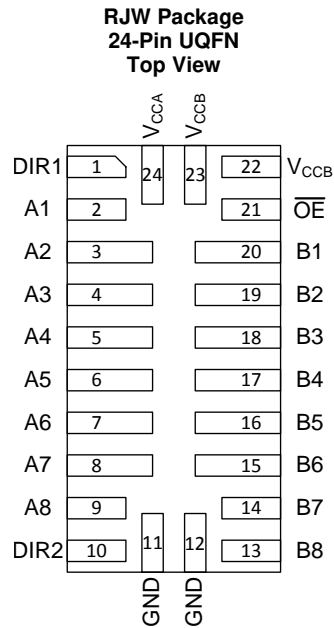 RJW Package
24-Pin UQFN
Top View
VCCA VCCB
DIR1 1 24 23 22 VCCB
A1 2 21 OE
A2 3 20 B1
A3 4 19 B2
A4 5 18 B3
A5 6 17 B4
A6 7 16 B5
A7 8 15 B6
A8 9 14 B7
DIR2 10 11 12 13 B8
GND GND